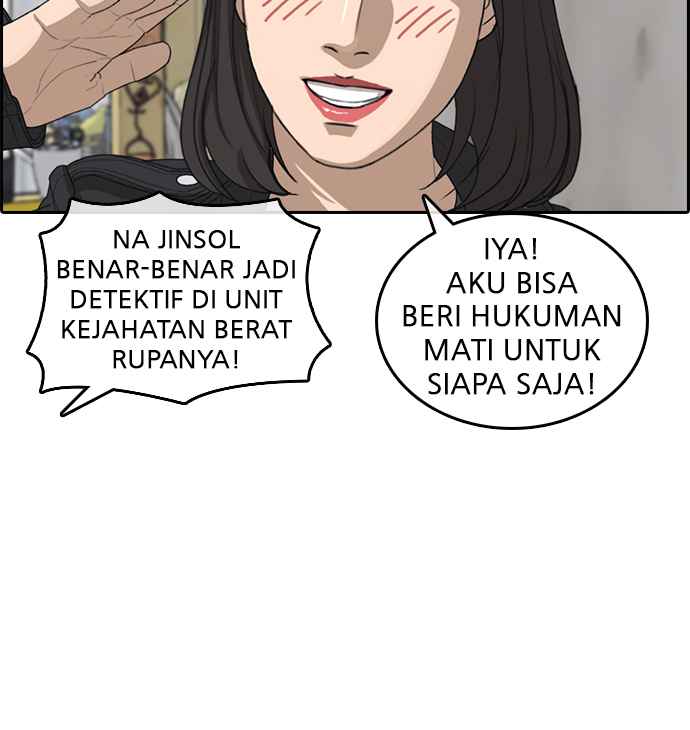 NA JINSOL
BENAR-BENAR JADI
DETEKTIF DI UNIT
KEJAHATAN BERAT
RUPANYA!
IYA!
AKU BISA
BERI HUKUMAN
MATI UNTUK
SIAPA SAJA!